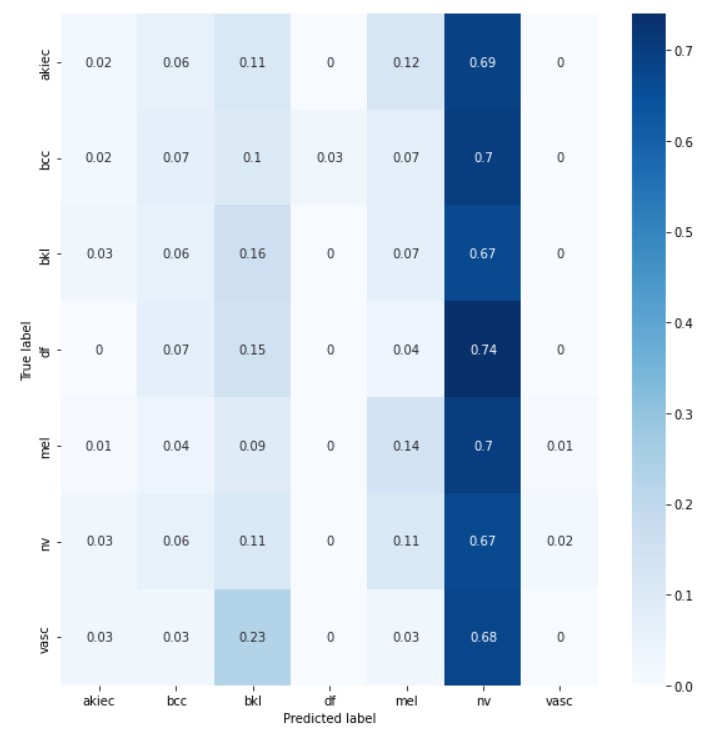 akiec 0.02 0.06 0.11 0 0.12 0.69 0
bcc 0.02 0.07 0.1 0.03 0.07 0.7 0
bkl 0.03 0.06 0.16 0 0.07 0.67 0
df 0 0.07 0.15 0 0.04 0.74 0
mel 0.01 0.04 0.09 0 0.14 0.7 0.01
nv 0.03 0.06 0.11 0 0.11 0.67 0.02
vasc 0.03 0.03 0.23 0 0.03 0.68 0
True label
akiec bcc bkl df mel nv vasc
Predicted label
0.7
0.6
0.5
0.4
0.3
0.2
0.1
0.0